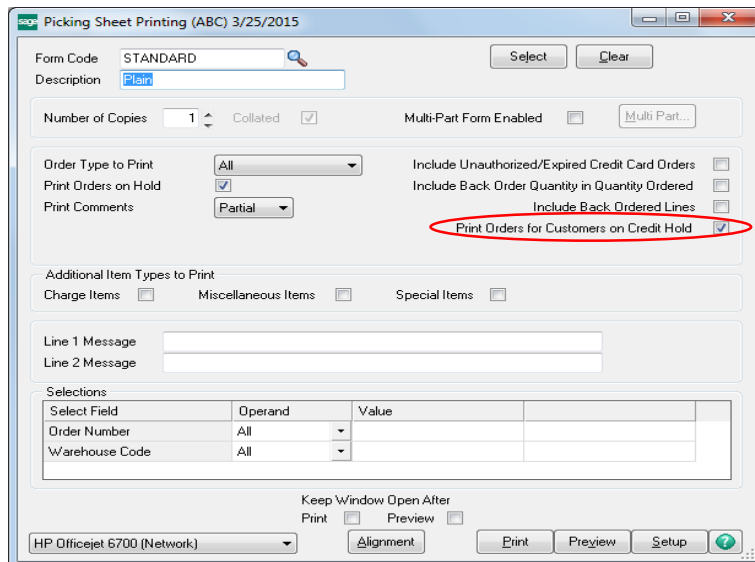 sage Picking Sheet Printing (ABC) 3/25/2015
Form Code STANDARD Select Clear
Description Plain
Number of Copies 1 Collated Multi-Part Form Enabled Multi Part...
Order Type to Print All Include Unauthorized/Expired Credit Card Orders
Print Orders on Hold Include Back Order Quantity in Quantity Ordered
Print Comments Partial Include Back Ordered Lines
Print Orders for Customers on Credit Hold
Additional Item Types to Print
Charge Items Miscellaneous Items Special Items
Line 1 Message
Line 2 Message
Selections
Select Field Operand Value
Order Number All
Warehouse Code All
Keep Window Open After
Print Preview
HP Officejet 6700 (Network) Alignment Print Preview Setup